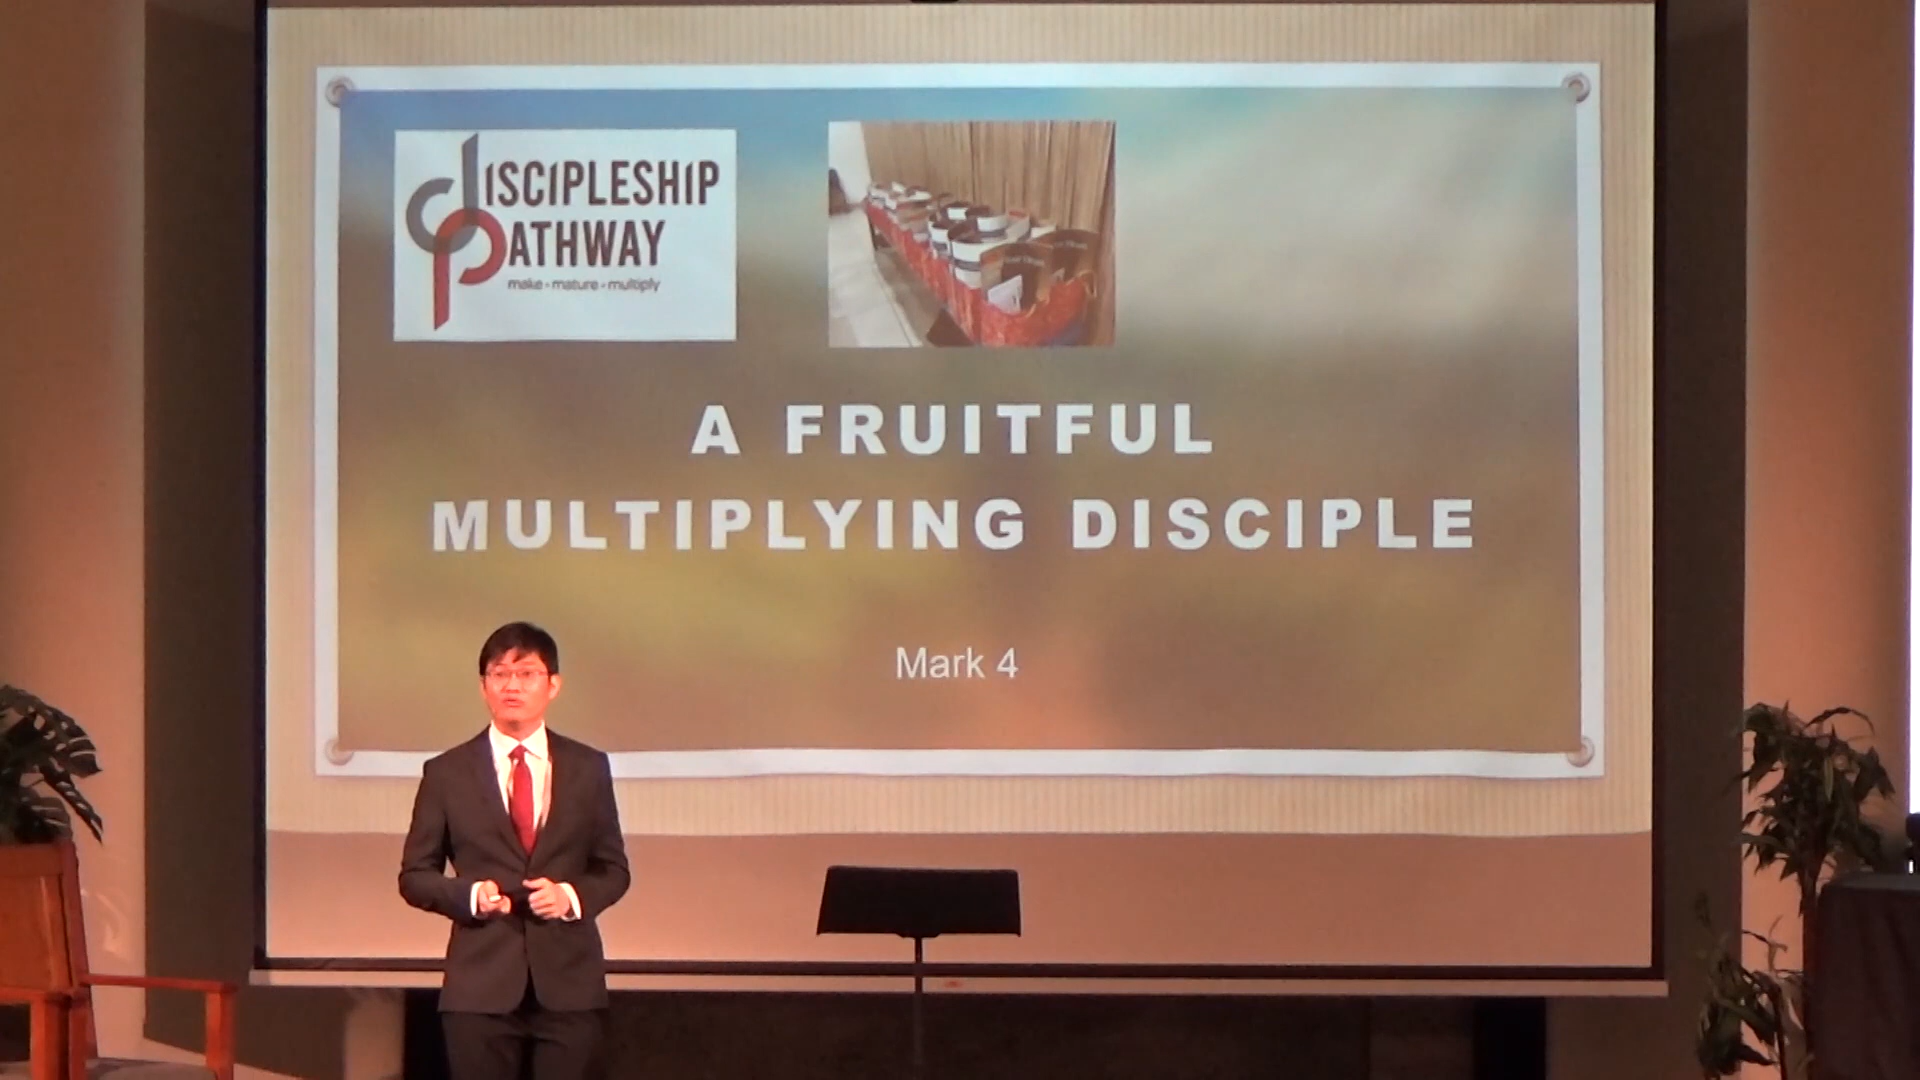 DISCIPLESHIP
PATHWAY
make • mature • multiply
A FRUITFUL
MULTIPLYING DISCIPLE
Mark 4